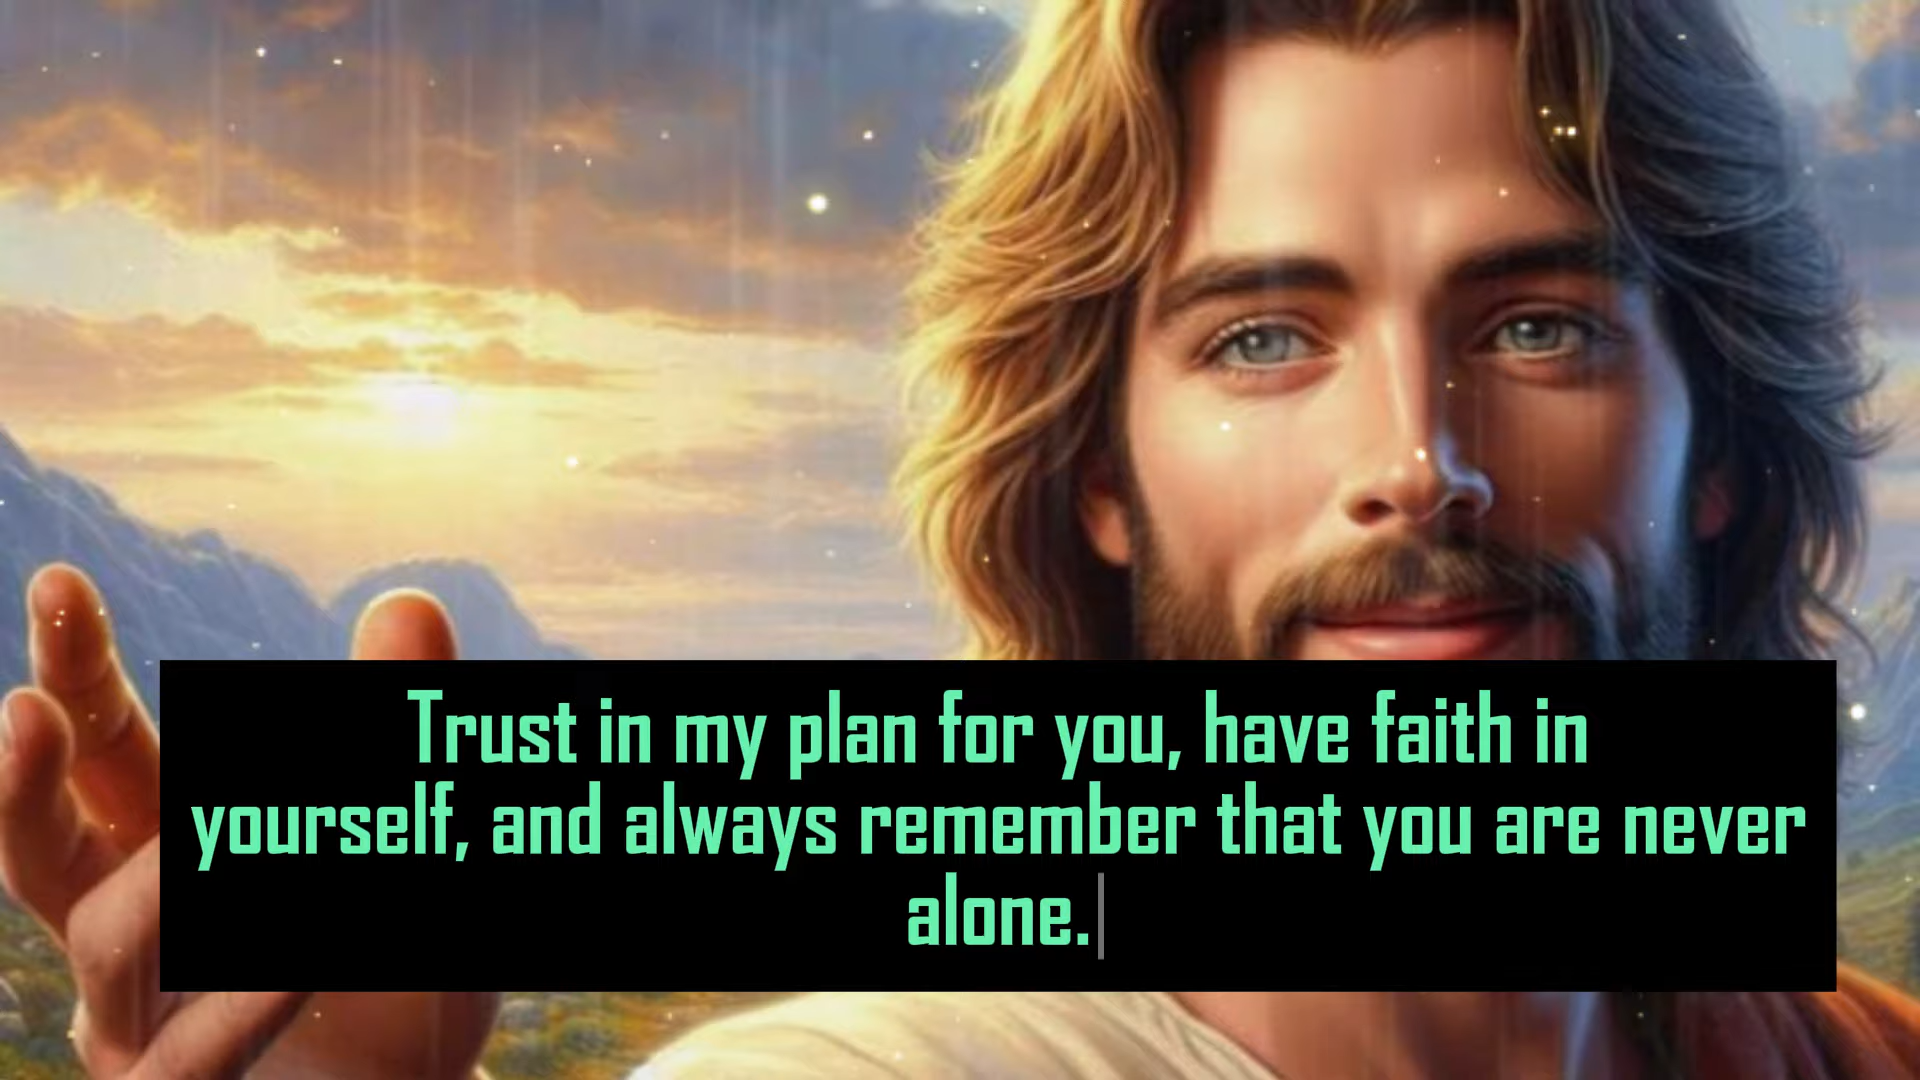 Trust in my plan for you, have faith in
yourself, and always remember that you are never
alone.